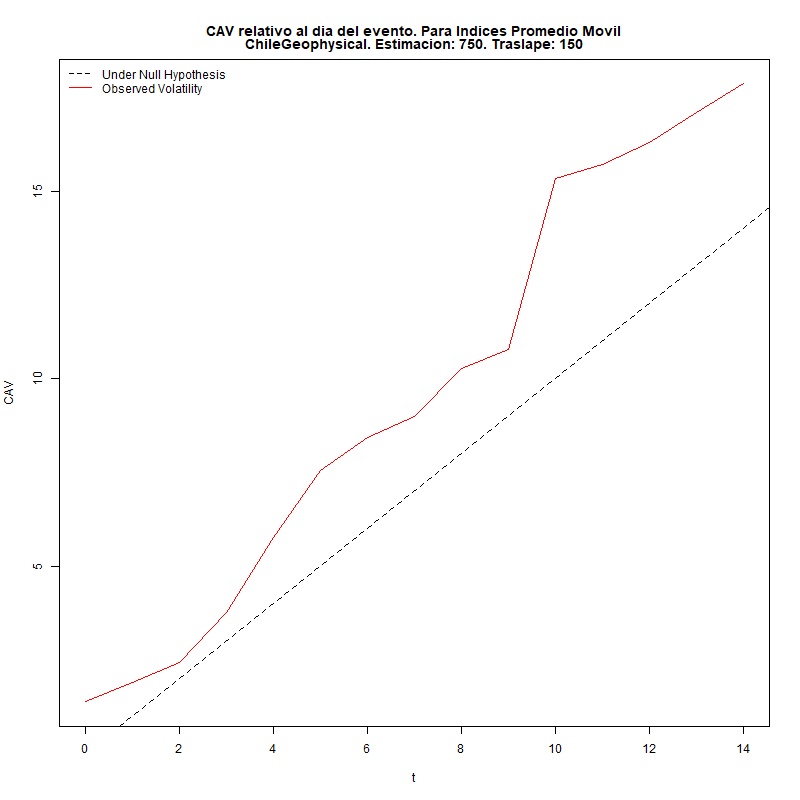 CAV relativo al dia del evento. Para Indices Promedio Movil
ChileGeophysical. Estimacion: 750. Traslape: 150
Under Null Hypothesis
Observed Volatility
15
10
5
CAV
0 2 4 6 8 10 12 14
t